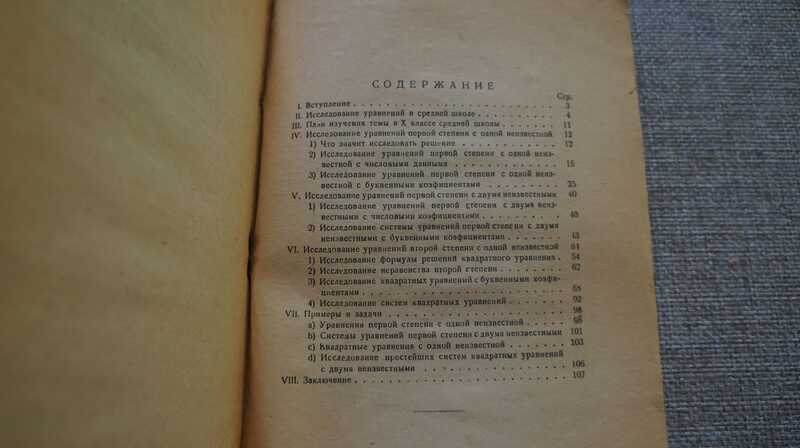 СОДЕРЖАНИЕ
Стр.
I. Вступление . . . . . . . . . . . . . . . . . . . . . . . 3
II. Исследование уравнений в средней школе . . . . . . . . 4
III. План изучения темы в X классе средней школы . . . . . 11
IV. Исследование уравнений первой степени с одной неизвестной 12
1) Что значит исследовать решение . . . . . . . . . . 12
2) Исследование уравнений первой степени с одной неиз-
вестной с числовыми данными . . . . . . . . . . . 15
3) Исследование уравнений первой степени с одной неиз-
вестной с буквенными коэфициентами . . . . . . . . 25
V. Исследование уравнений первой степени с двумя неизвестными 40
1) Исследование уравнений первой степени с двумя неиз-
вестными с числовыми коэфициентами . . . . . . . . 40
2) Исследование системы уравнений первой степени с двумя
неизвестными с буквенными коэфициентами . . . . . . 43
VI. Исследование уравнений второй степени с одной неизвестной
1) Исследование формулы решений квадратного уравнения . 54
2) Исследование неравенства второй степени . . . . . . . 62
3) Исследование квадратных уравнений с буквенными коэфи-
циентами . . . . . . . . . . . . . . . . . . . . . 68
4) Исследование систем квадратных уравнений . . . . . . 92
VII. Примеры и задачи . . . . . . . . . . . . . . . . . . . 98
a) Уравнения первой степени с одной неизвестной . . . . . 98
b) Системы уравнений первой степени с двумя неизвестными 101
c) Квадратные уравнения с одной неизвестной . . . . . . . 103
d) Исследование простейших систем квадратных уравнений
с двумя неизвестными . . . . . . . . . . . . . . . 106
VIII. Заключение . . . . . . . . . . . . . . . . . . . . . . 107